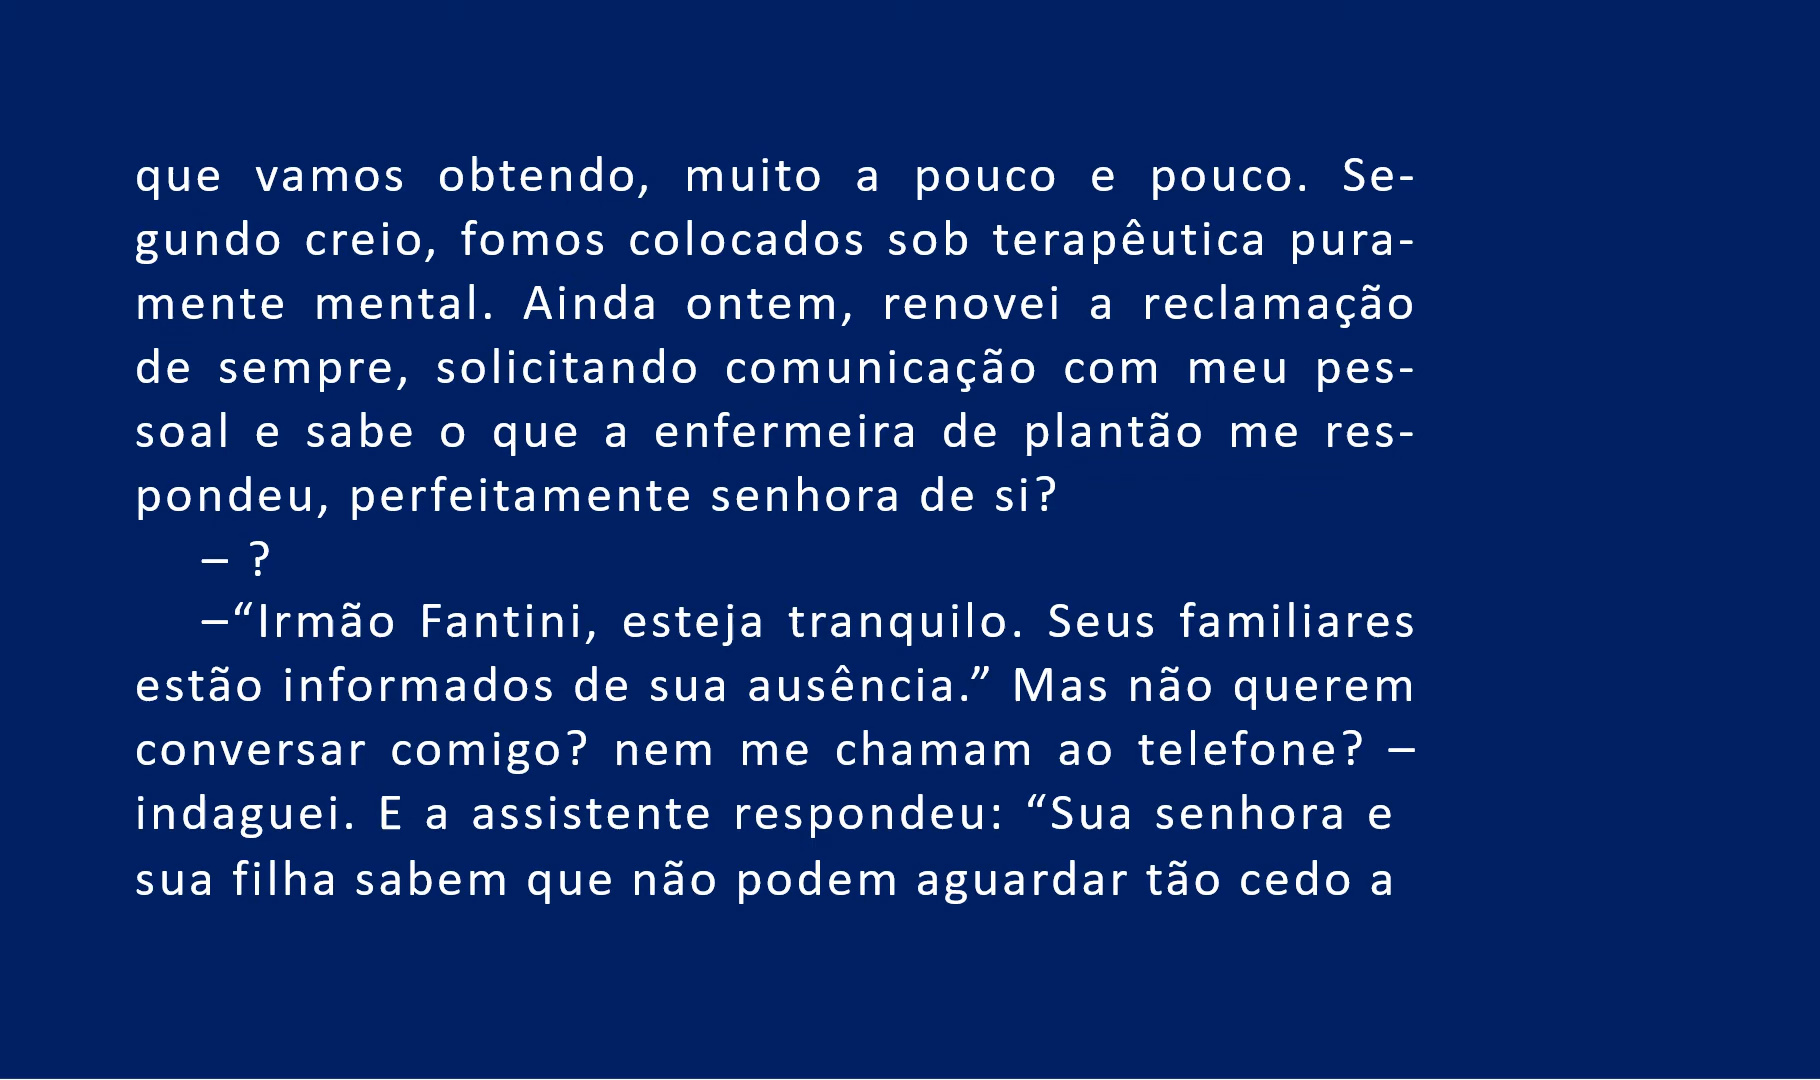 que vamos obtendo, muito a pouco e pouco. Se-
gundo creio, fomos colocados sob terapêutica pura-
mente mental. Ainda ontem, renovei a reclamação
de sempre, solicitando comunicação com meu pes-
soal e sabe o que a enfermeira de plantão me res-
pondeu, perfeitamente senhora de si?
– ?
–“Irmão Fantini, esteja tranquilo. Seus familiares
estão informados de sua ausência.” Mas não querem
conversar comigo? nem me chamam ao telefone? –
indaguei. E a assistente respondeu: “Sua senhora e
sua filha sabem que não podem aguardar tão cedo a